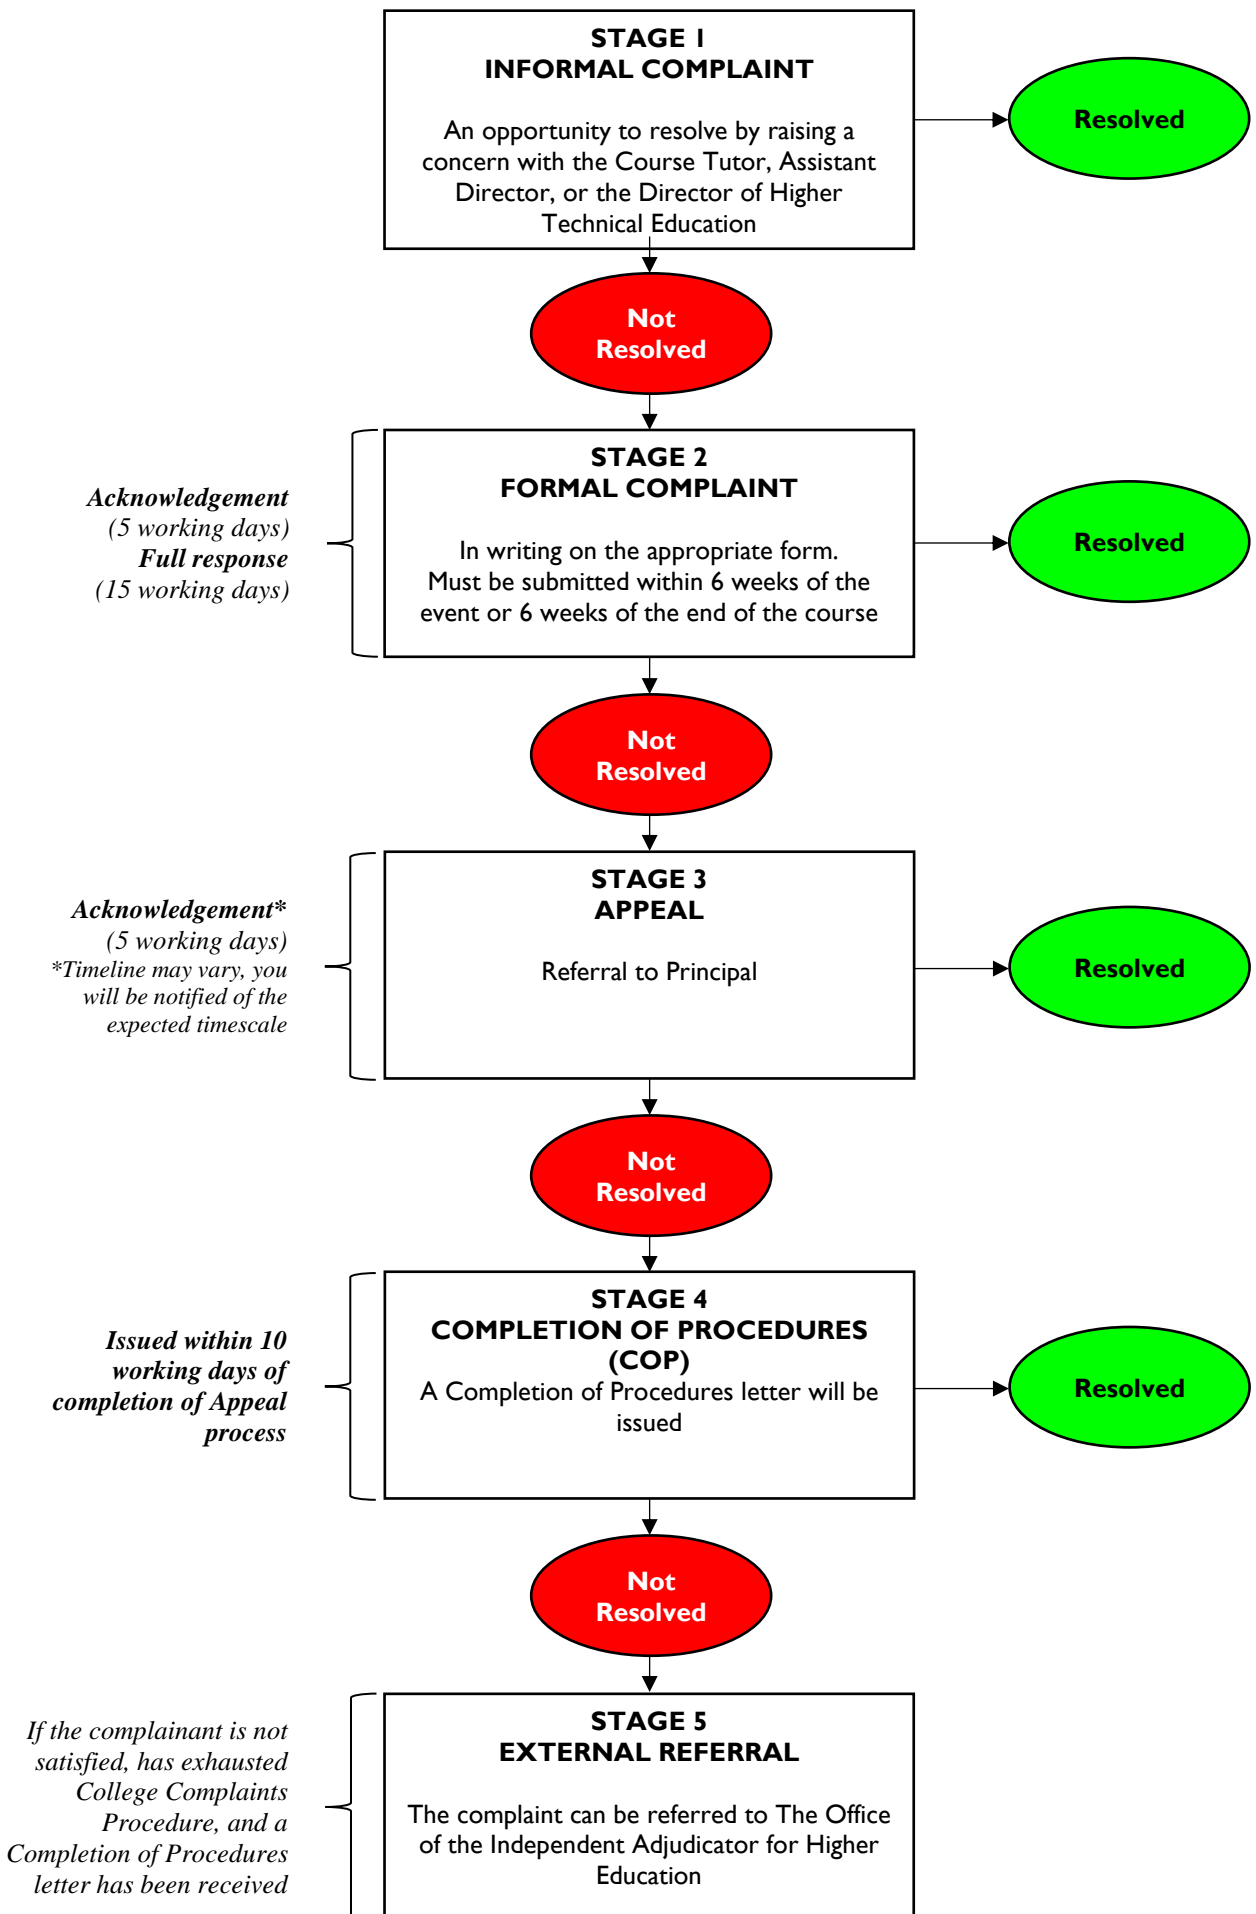 STAGE 1
INFORMAL COMPLAINT
An opportunity to resolve by raising a
concern with the Course Tutor, Assistant
Director, or the Director of Higher
Technical Education
Resolved
Not
Resolved
Acknowledgement
(5 working days)
Full response
(15 working days)
STAGE 2
FORMAL COMPLAINT
In writing on the appropriate form.
Must be submitted within 6 weeks of the
event or 6 weeks of the end of the course
Resolved
Not
Resolved
Acknowledgement*
(5 working days)
*Timeline may vary, you
will be notified of the
expected timescale
STAGE 3
APPEAL
Referral to Principal
Resolved
Not
Resolved
Issued within 10
working days of
completion of Appeal
process
STAGE 4
COMPLETION OF PROCEDURES
(COP)
A Completion of Procedures letter will be
issued
Resolved
Not
Resolved
If the complainant is not
satisfied, has exhausted
College Complaints
Procedure, and a
Completion of Procedures
letter has been received
STAGE 5
EXTERNAL REFERRAL
The complaint can be referred to The Office
of the Independent Adjudicator for Higher
Education